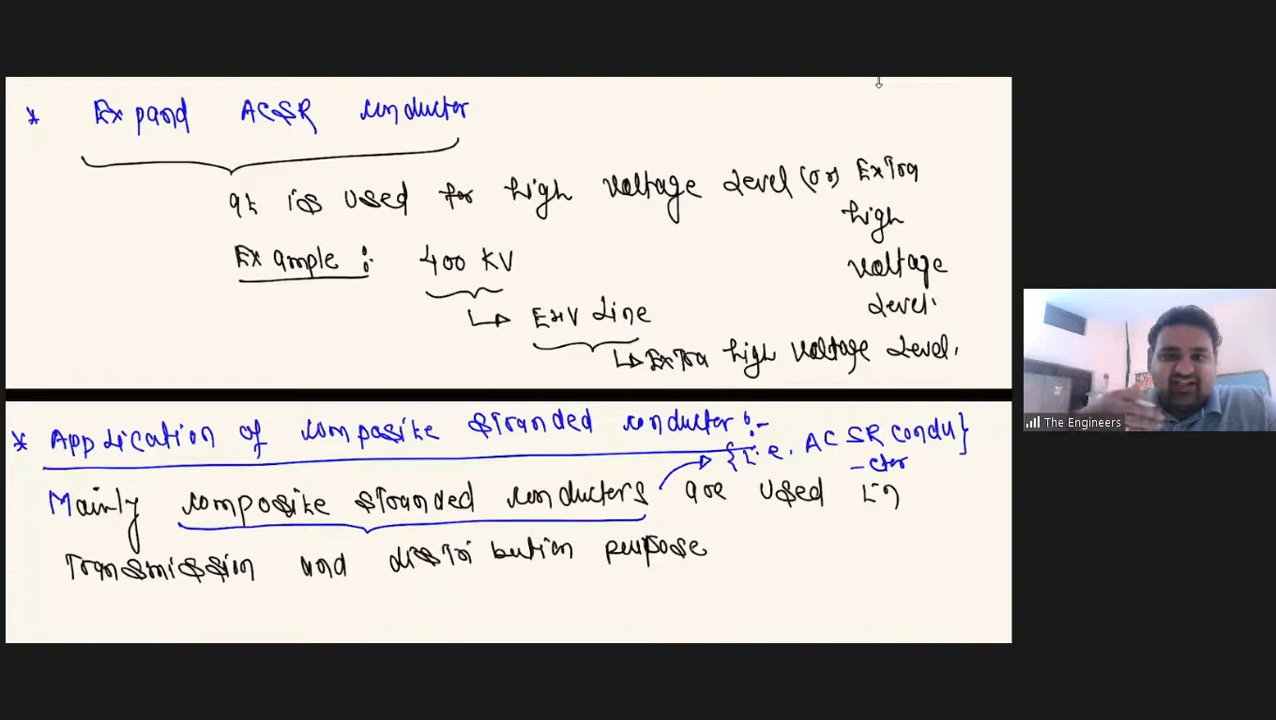 * Expand ACSR conductor
It is used for high voltage level (or) Extra
high
voltage
level.
Example :
400 KV
↳ EHV Line
↳ Extra high voltage level.
* Application of composite stranded conductor :-
{i.e. ACSR condu}
-ctor
Mainly composite stranded conductors are used in
transmission and distribution purpose
The Engineers